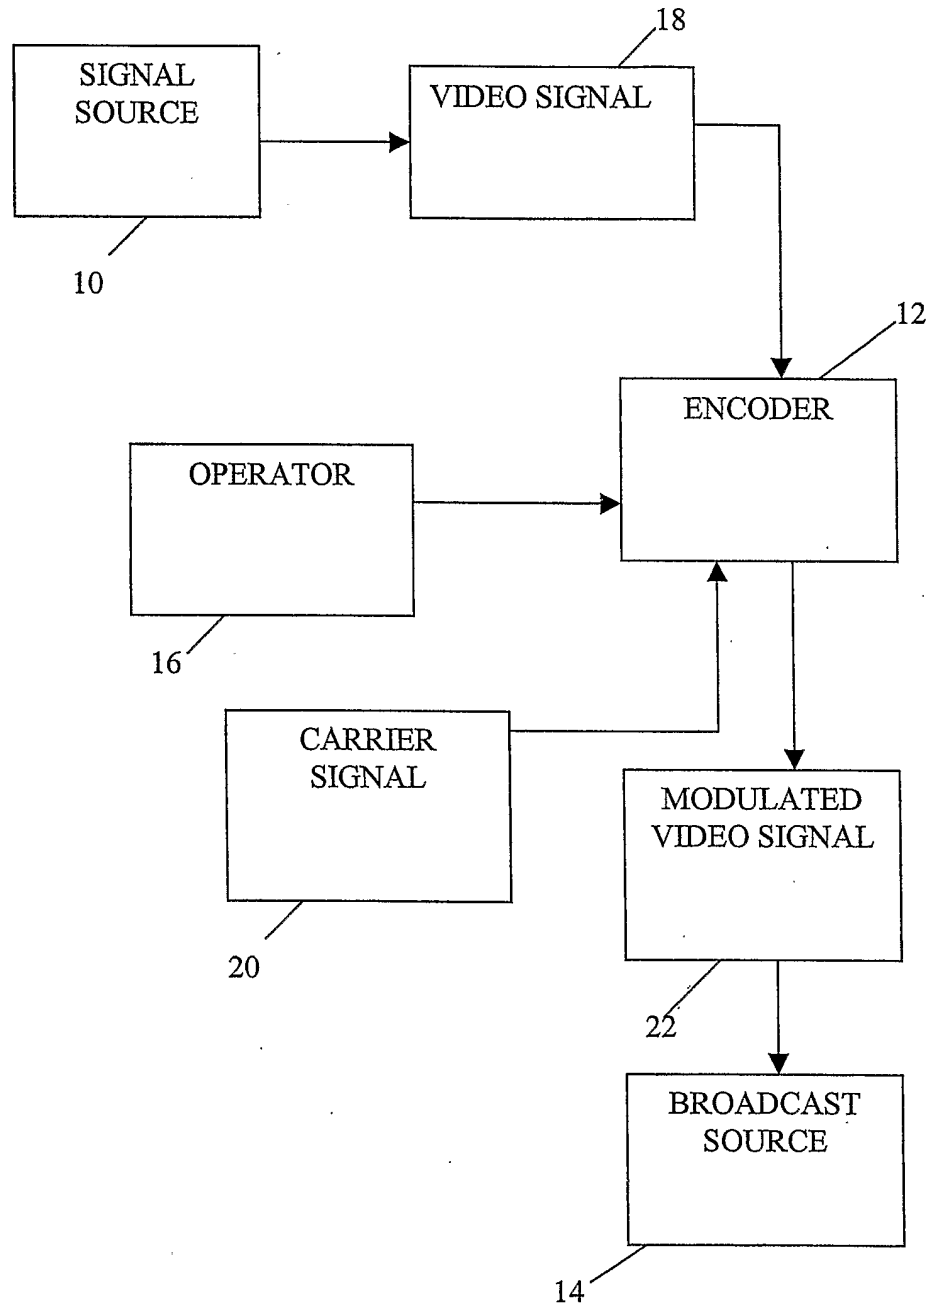 18
SIGNAL
SOURCE
VIDEO SIGNAL
10
12
ENCODER
OPERATOR
16
CARRIER
SIGNAL
MODULATED
VIDEO SIGNAL
20
22
BROADCAST
SOURCE
14